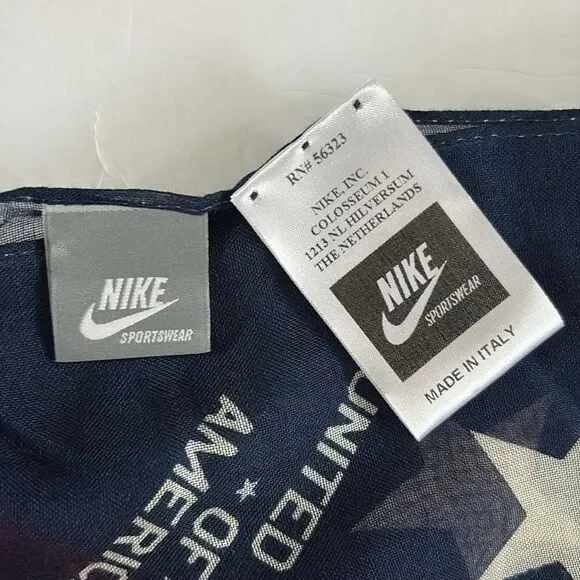 NIKE
SPORTSWEAR
RN# 56323
NIKE, INC.
COLOSSEUM 1
1213 NL HILVERSUM
THE NETHERLANDS
NIKE
SPORTSWEAR
MADE IN ITALY
UNITED
OF
AMERIC